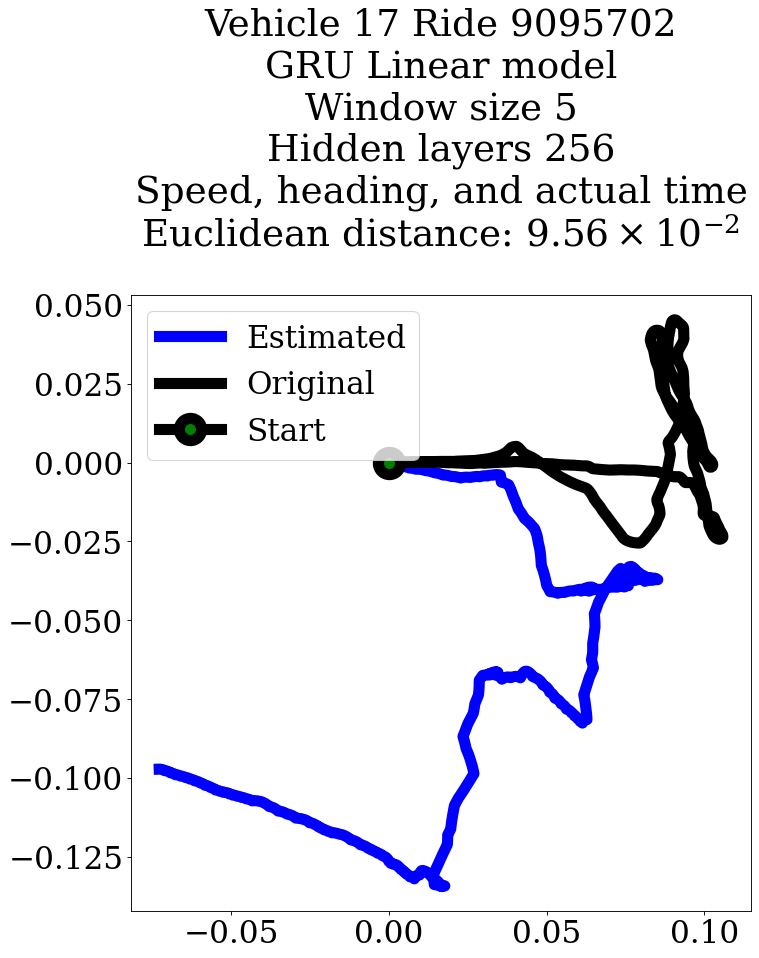 Vehicle 17 Ride 9095702
GRU Linear model
Window size 5
Hidden layers 256
Speed, heading, and actual time
Euclidean distance: 9.56 × 10⁻²
Estimated
Original
Start
0.050
0.025
0.000
−0.025
−0.050
−0.075
−0.100
−0.125
−0.05 0.00 0.05 0.10